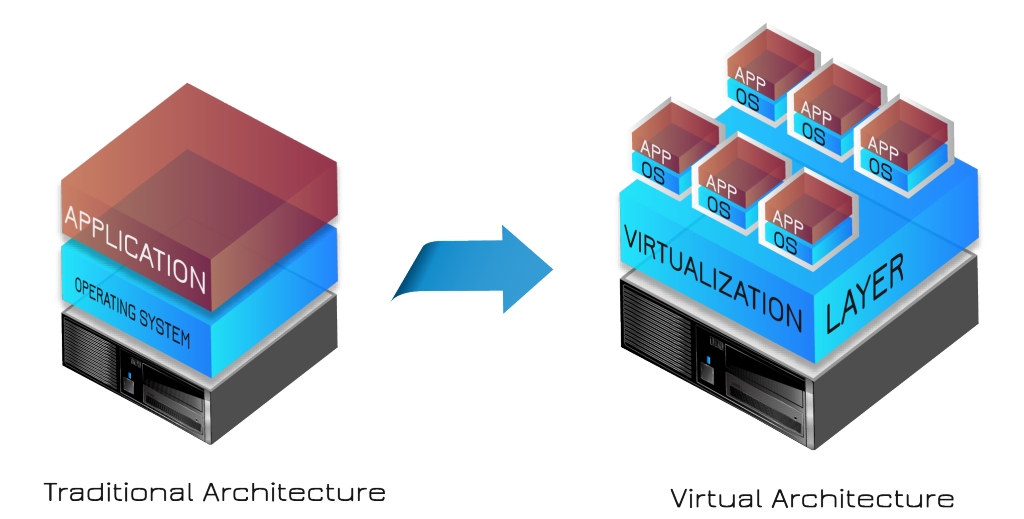 APPLICATION
OPERATING SYSTEM
Traditional Architecture
APP
OS
APP
OS
APP
OS
APP
OS
APP
OS
APP
OS
VIRTUALIZATION LAYER
Virtual Architecture